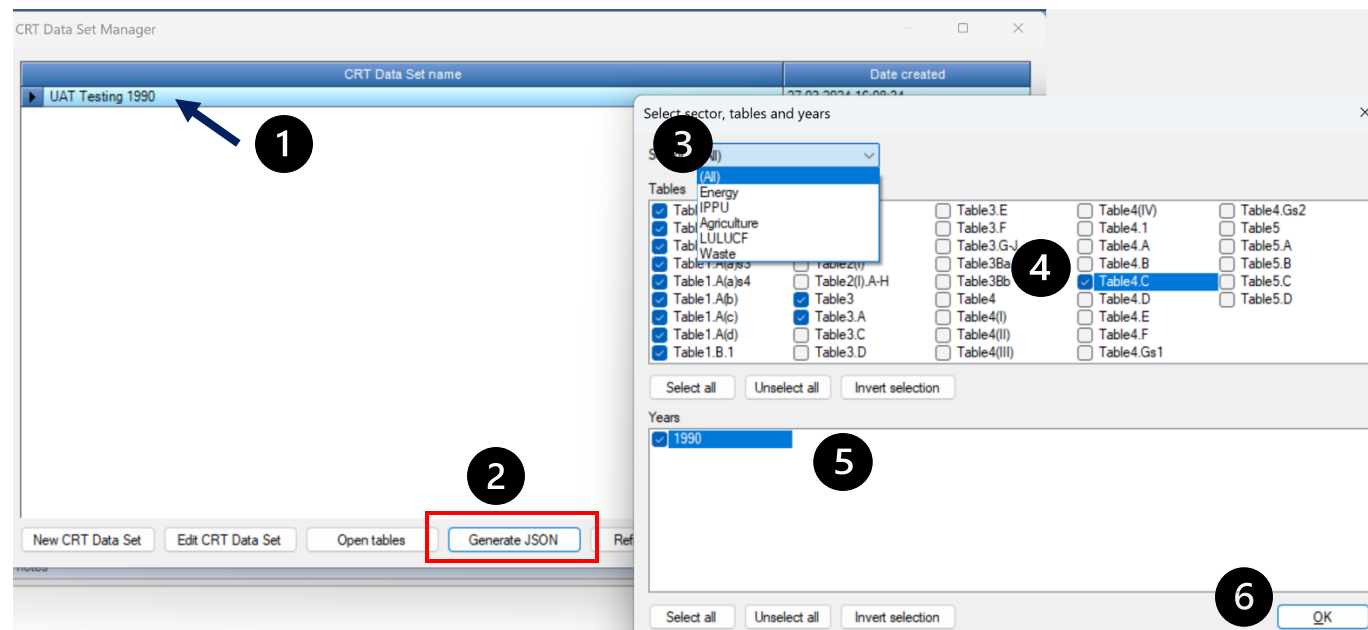 CRT Data Set Manager
CRT Data Set name
Date created
UAT Testing 1990
1
2
New CRT Data Set
Edit CRT Data Set
Open tables
Generate JSON
Select sector, tables and years
3
(All)
Energy
IPPU
Agriculture
LULUCF
Waste
Tables
Table1.A(a)s3
Table1.A(a)s4
Table1.A(b)
Table1.A(c)
Table1.A(d)
Table1.B.1
Table2(I)
Table2(I).A-H
Table3
Table3.A
Table3.C
Table3.D
Table3.E
Table3.F
Table3.G-J
Table3Ba
Table3Bb
Table4
Table4(I)
Table4(II)
Table4(III)
4
Table4(IV)
Table4.1
Table4.A
Table4.B
Table4.C
Table4.D
Table4.E
Table4.F
Table4.Gs1
Table4.Gs2
Table5
Table5.A
Table5.B
Table5.C
Table5.D
Select all
Unselect all
Invert selection
Years
1990
5
6
Select all
Unselect all
Invert selection
OK